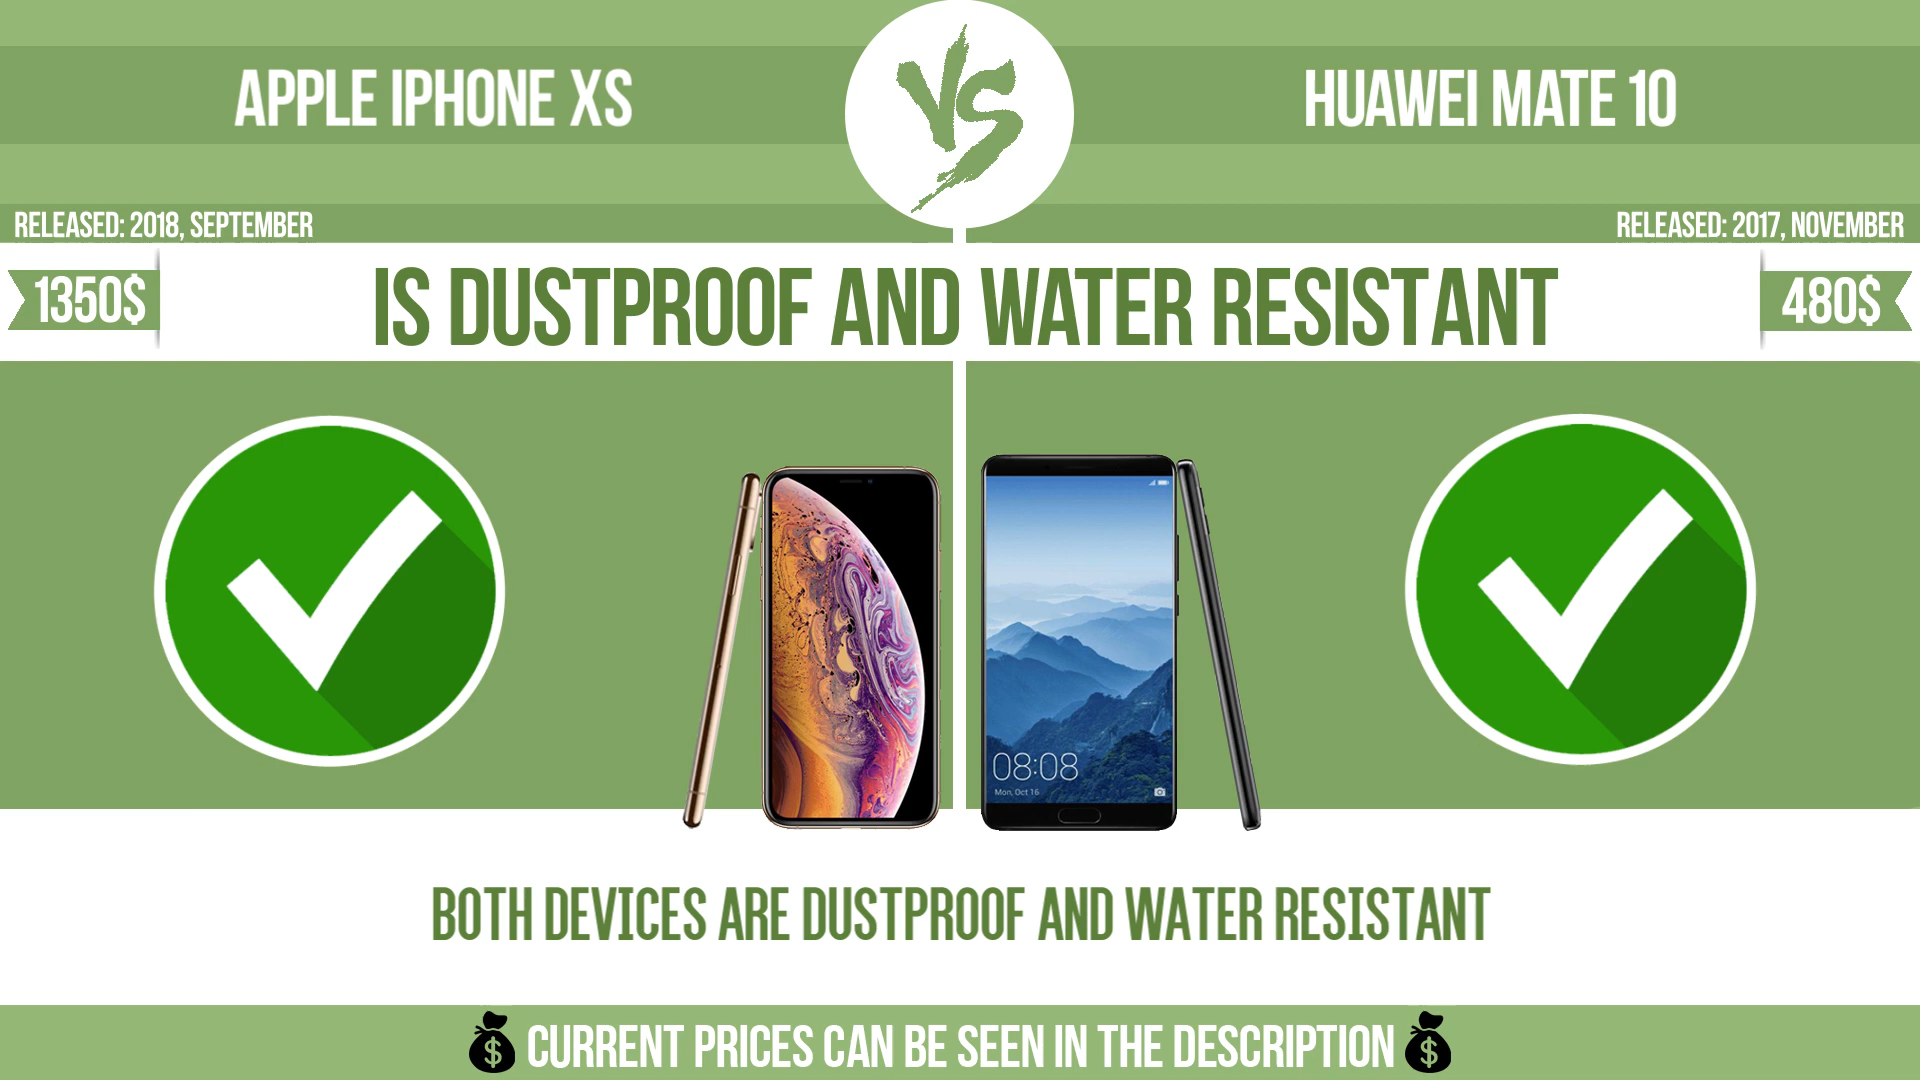 APPLE IPHONE XS
VS
HUAWEI MATE 10
RELEASED: 2018, SEPTEMBER
RELEASED: 2017, NOVEMBER
1350$
IS DUSTPROOF AND WATER RESISTANT
480$
08:08
Mon, Oct 16
BOTH DEVICES ARE DUSTPROOF AND WATER RESISTANT
$ CURRENT PRICES CAN BE SEEN IN THE DESCRIPTION $